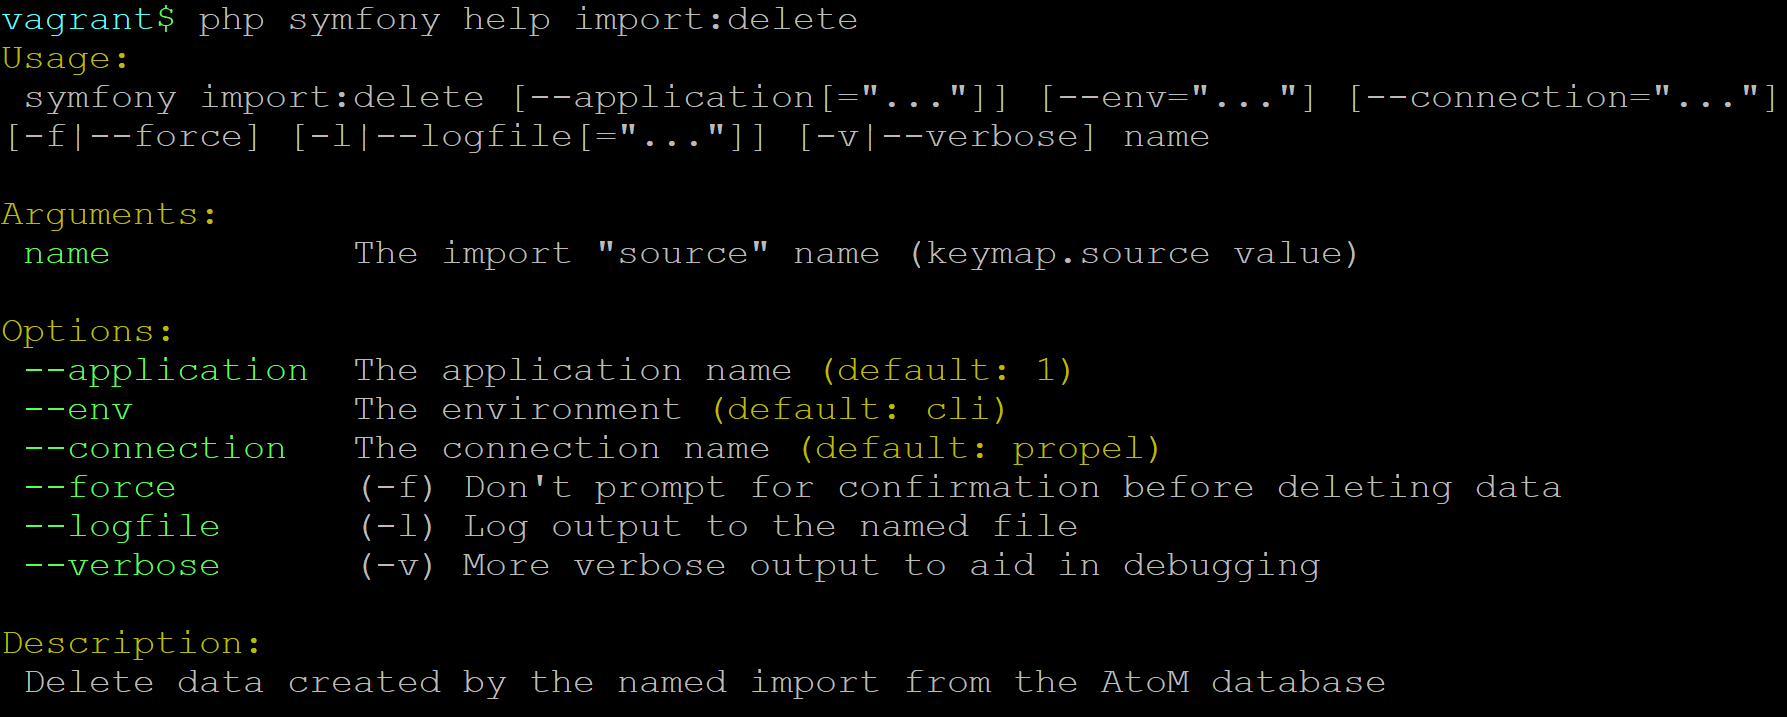 vagrant$ php symfony help import:delete
Usage:
 symfony import:delete [--application[="..."]] [--env="..."] [--connection="..."]
[-f|--force] [-l|--logfile[="..."]] [-v|--verbose] name

Arguments:
 name           The import "source" name (keymap.source value)

Options:
 --application  The application name (default: 1)
 --env          The environment (default: cli)
 --connection   The connection name (default: propel)
 --force        (-f) Don't prompt for confirmation before deleting data
 --logfile      (-l) Log output to the named file
 --verbose      (-v) More verbose output to aid in debugging

Description:
 Delete data created by the named import from the AtoM database